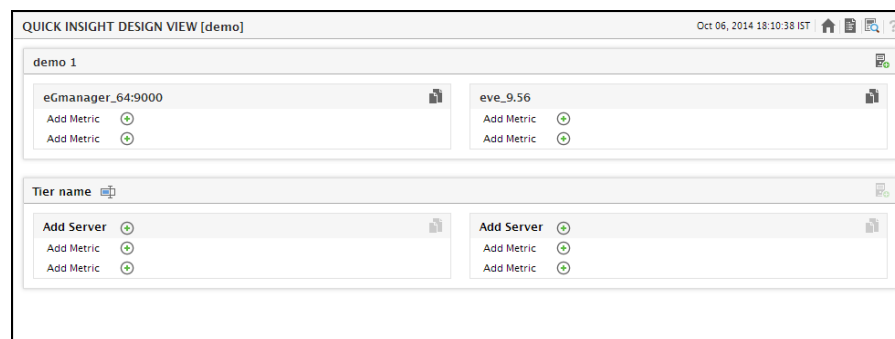 QUICK INSIGHT DESIGN VIEW [demo]
Oct 06, 2014 18:10:38 IST
demo 1
eGmanager_64:9000
Add Metric
Add Metric
eve_9.56
Add Metric
Add Metric
Tier name
Add Server
Add Metric
Add Metric
Add Server
Add Metric
Add Metric